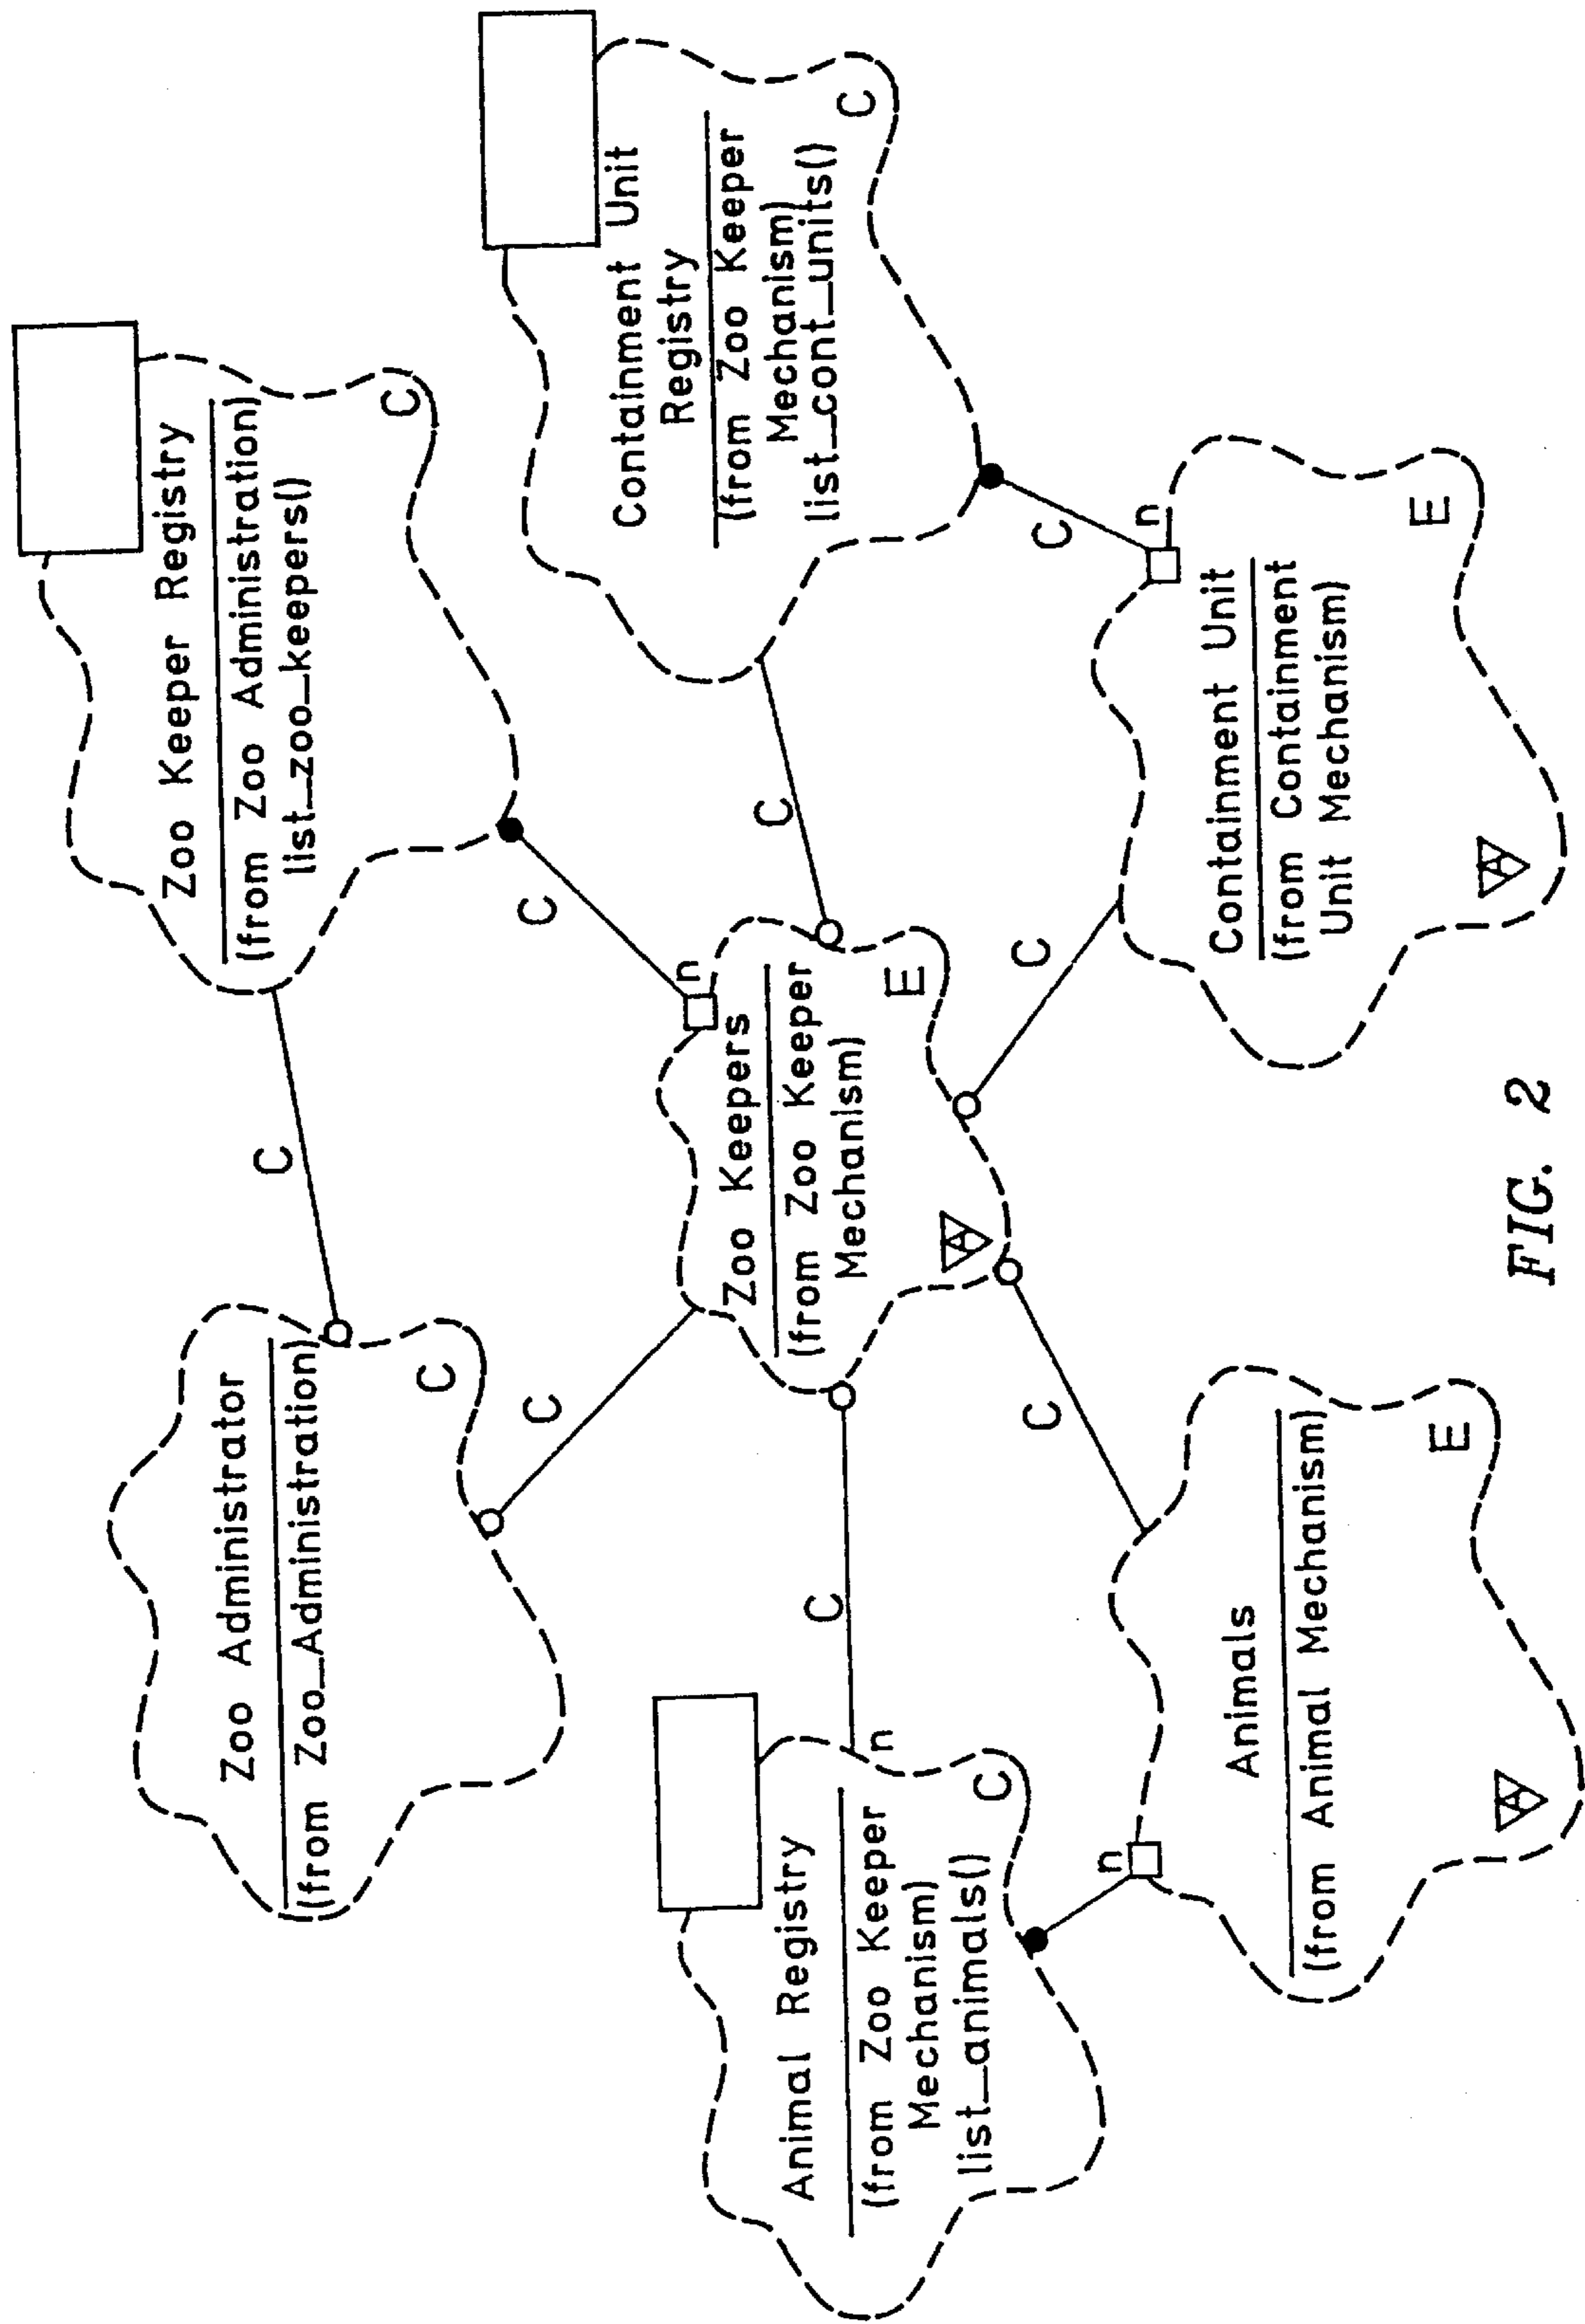 Zoo Administrator
(from Zoo_Administration)
C
C
Zoo Keeper Registry
(from Zoo Administration)
list_zoo_keepers()
C
C
C
n
Zoo Keepers
(from Zoo Keeper
Mechanism)
E
A
C
Containment Unit
Registry
(from Zoo Keeper
Mechanism)
list_cont_units()
C
Animal Registry
(from Zoo Keeper
Mechanism)
list_animals()
C
n
C
C
C
C
n
n
Animals
(from Animal Mechanism)
E
A
Containment Unit
(from Containment
Unit Mechanism)
E
A
FIG. 2